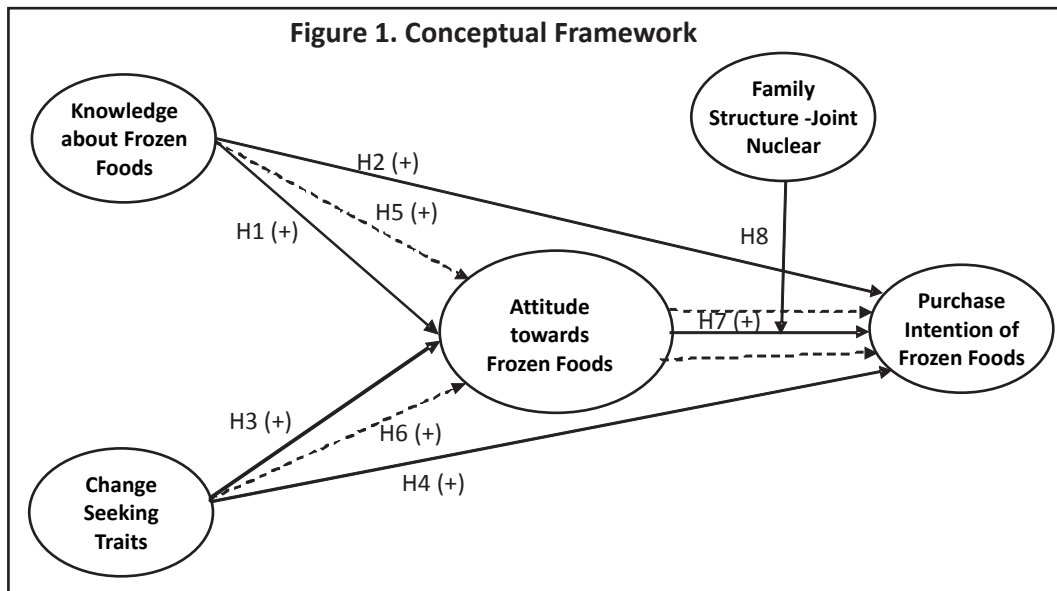 Figure 1. Conceptual Framework
Knowledge
about Frozen
Foods
Family
Structure -Joint
Nuclear
H2 (+)
H5 (+)
H1 (+)
H8
Attitude
towards
Frozen Foods
H7 (+)
Purchase
Intention of
Frozen Foods
H3 (+)
H6 (+)
H4 (+)
Change
Seeking
Traits